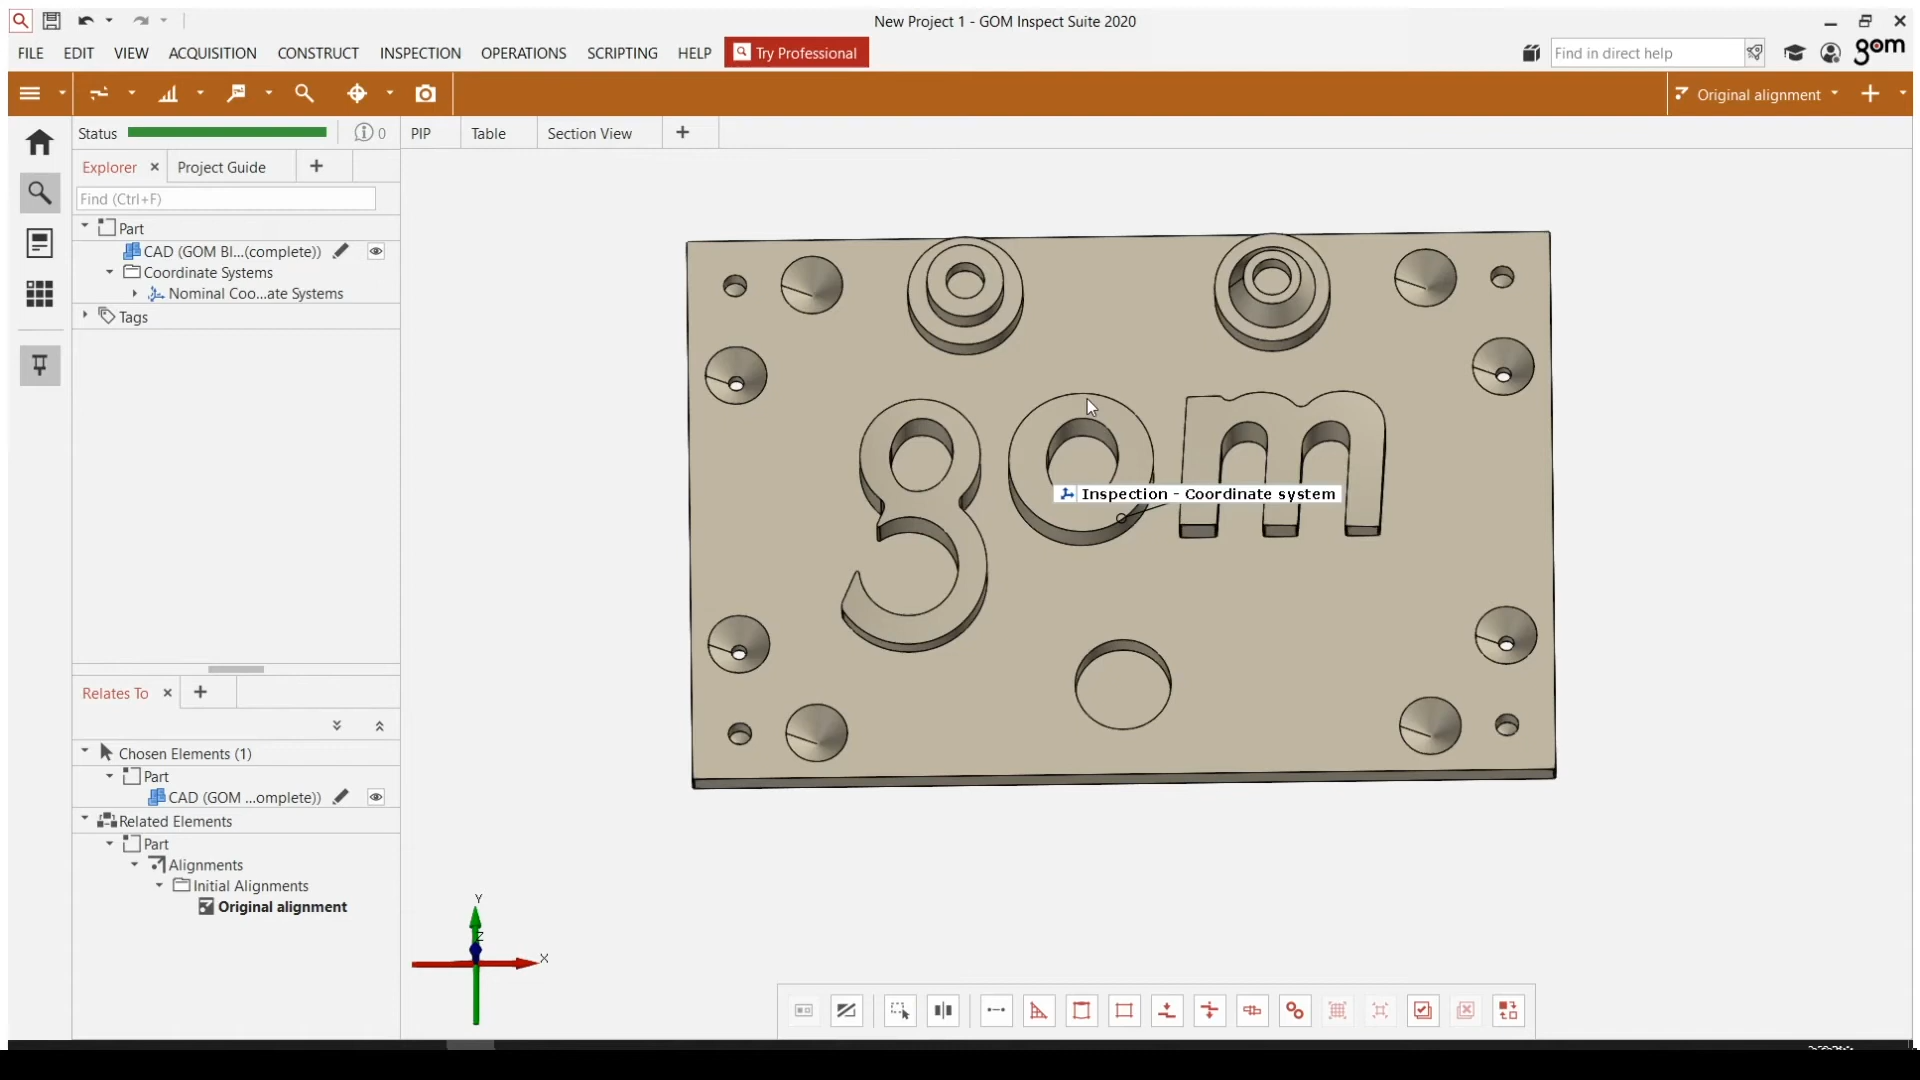 New Project 1 - GOM Inspect Suite 2020
FILE EDIT VIEW ACQUISITION CONSTRUCT INSPECTION OPERATIONS SCRIPTING HELP Try Professional Find in direct help gom
Original alignment
Status 0 PIP Table Section View
Explorer Project Guide
Find (Ctrl+F)
Part
CAD (GOM Bl...(complete))
Coordinate Systems
Nominal Coo...ate Systems
Tags
gom
Inspection - Coordinate system
Relates To
Chosen Elements (1)
Part
CAD (GOM ...omplete))
Related Elements
Part
Alignments
Initial Alignments
Original alignment
Y
Z
X